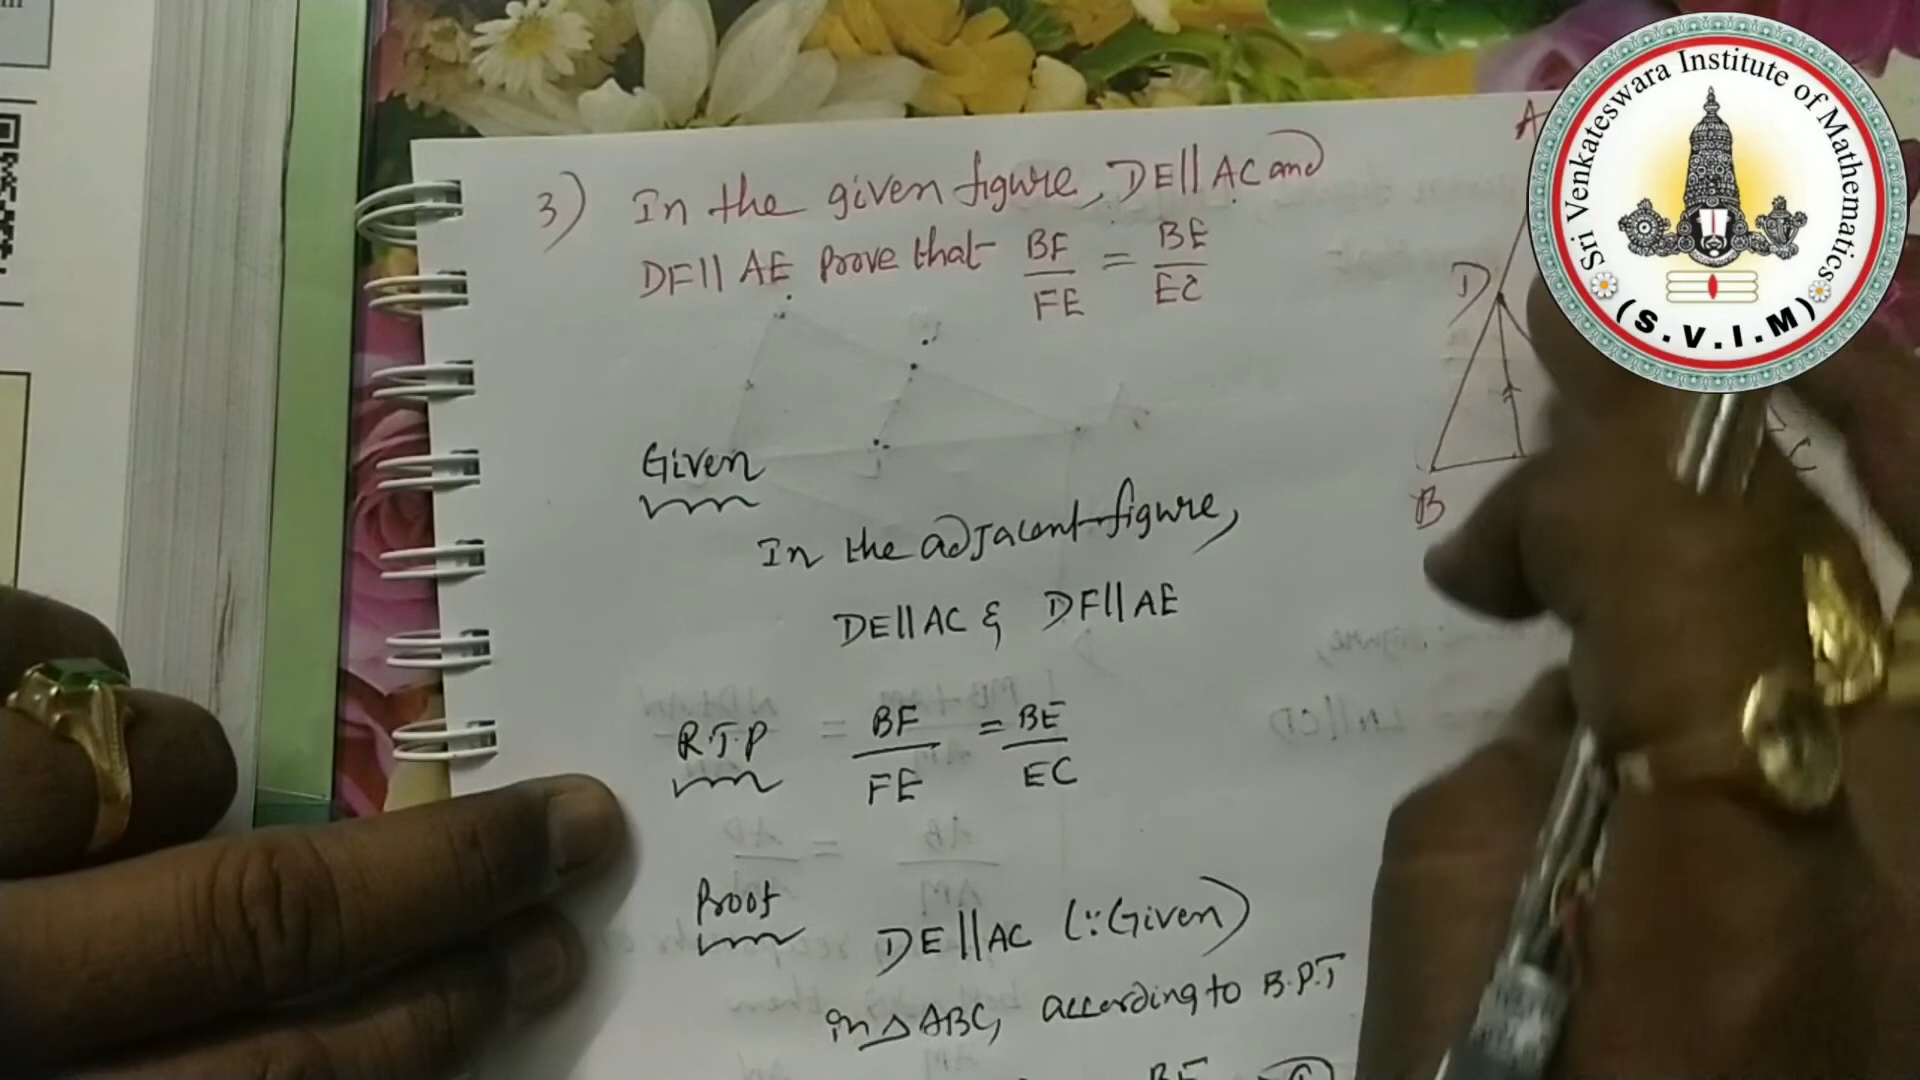 3) In the given figure, DE||AC and
DF||AE Prove that BF/FE = BE/EC
Given
In the adjacent figure,
DE||AC & DF||AE
R.T.P = BF/FE = BE/EC
Proof
DE||AC (∵Given)
in △ABC, according to B.P.T
BE
A
D
B
C
Sri Venkateswara Institute of Mathematics
(S.V.I.M)